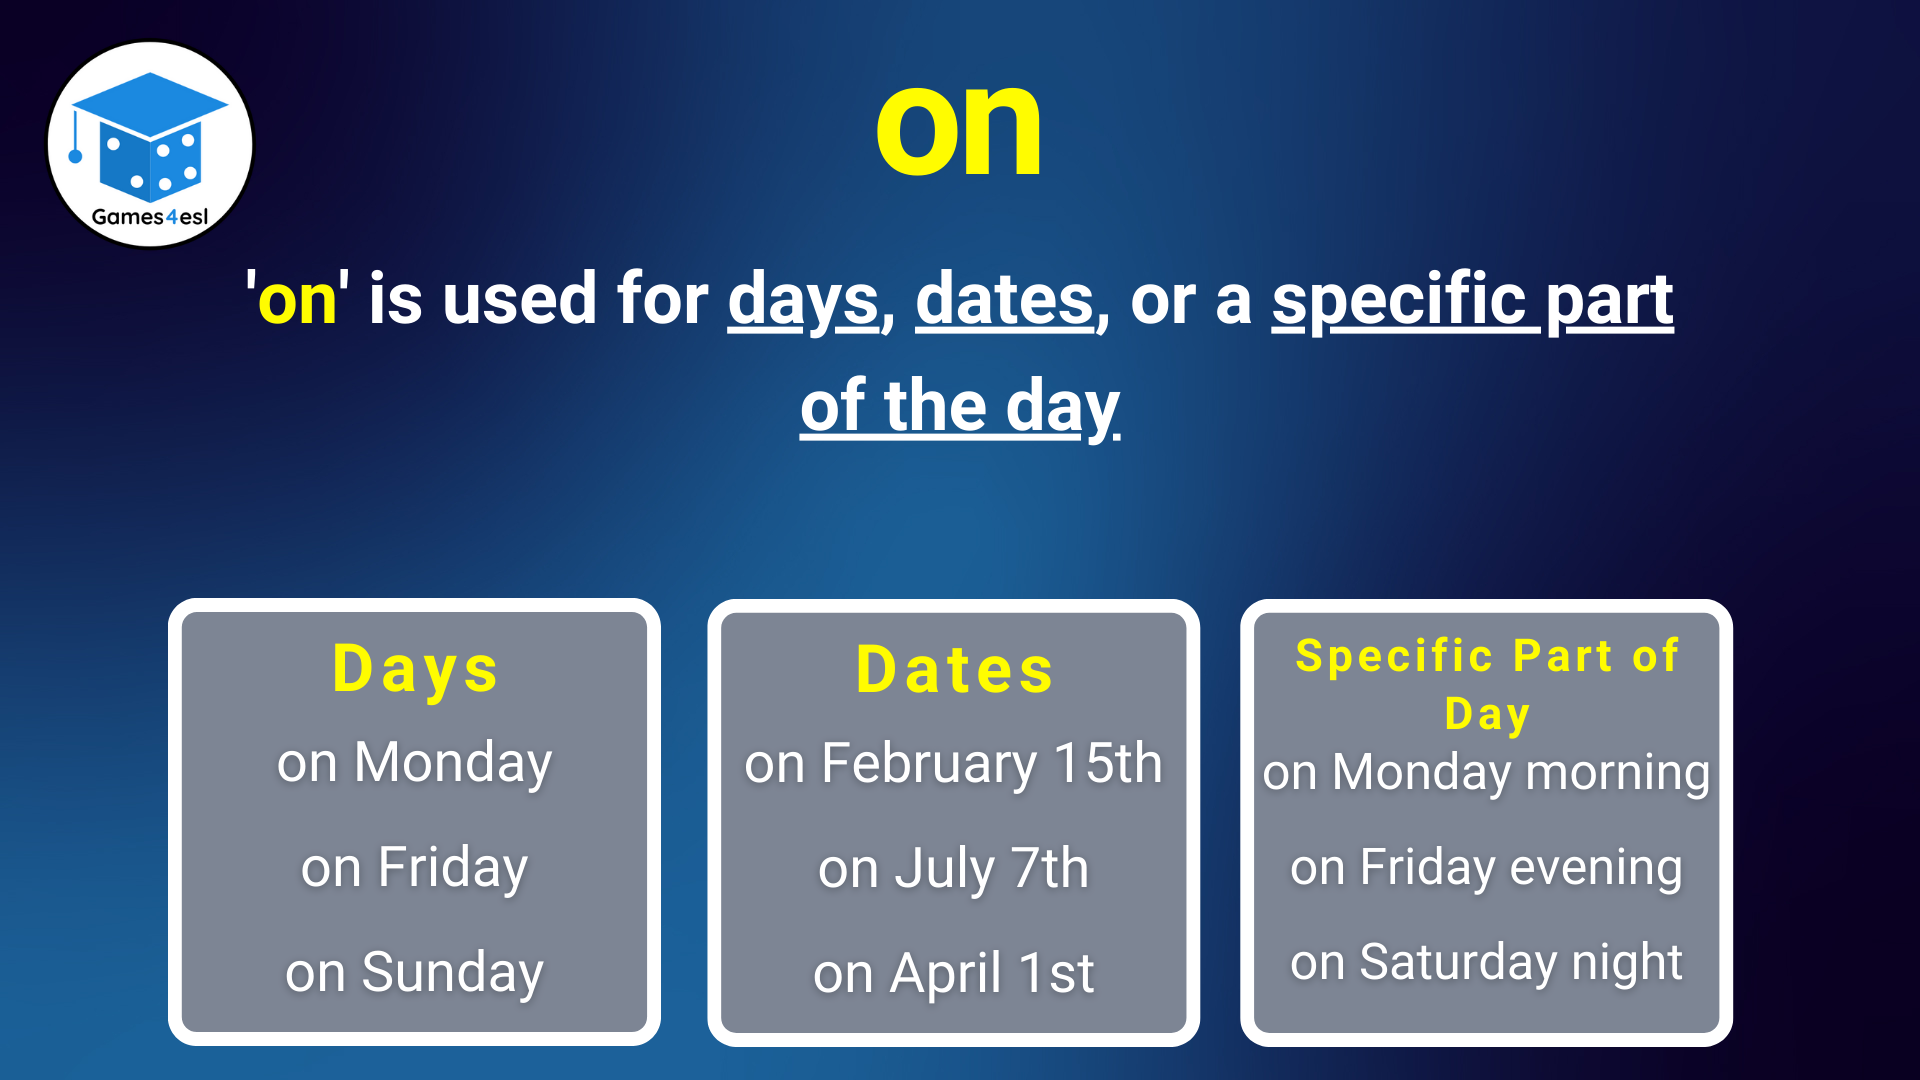 Games4esl
on
'on' is used for days, dates, or a specific part
of the day
Days
on Monday
on Friday
on Sunday
Dates
on February 15th
on July 7th
on April 1st
Specific Part of
Day
on Monday morning
on Friday evening
on Saturday night